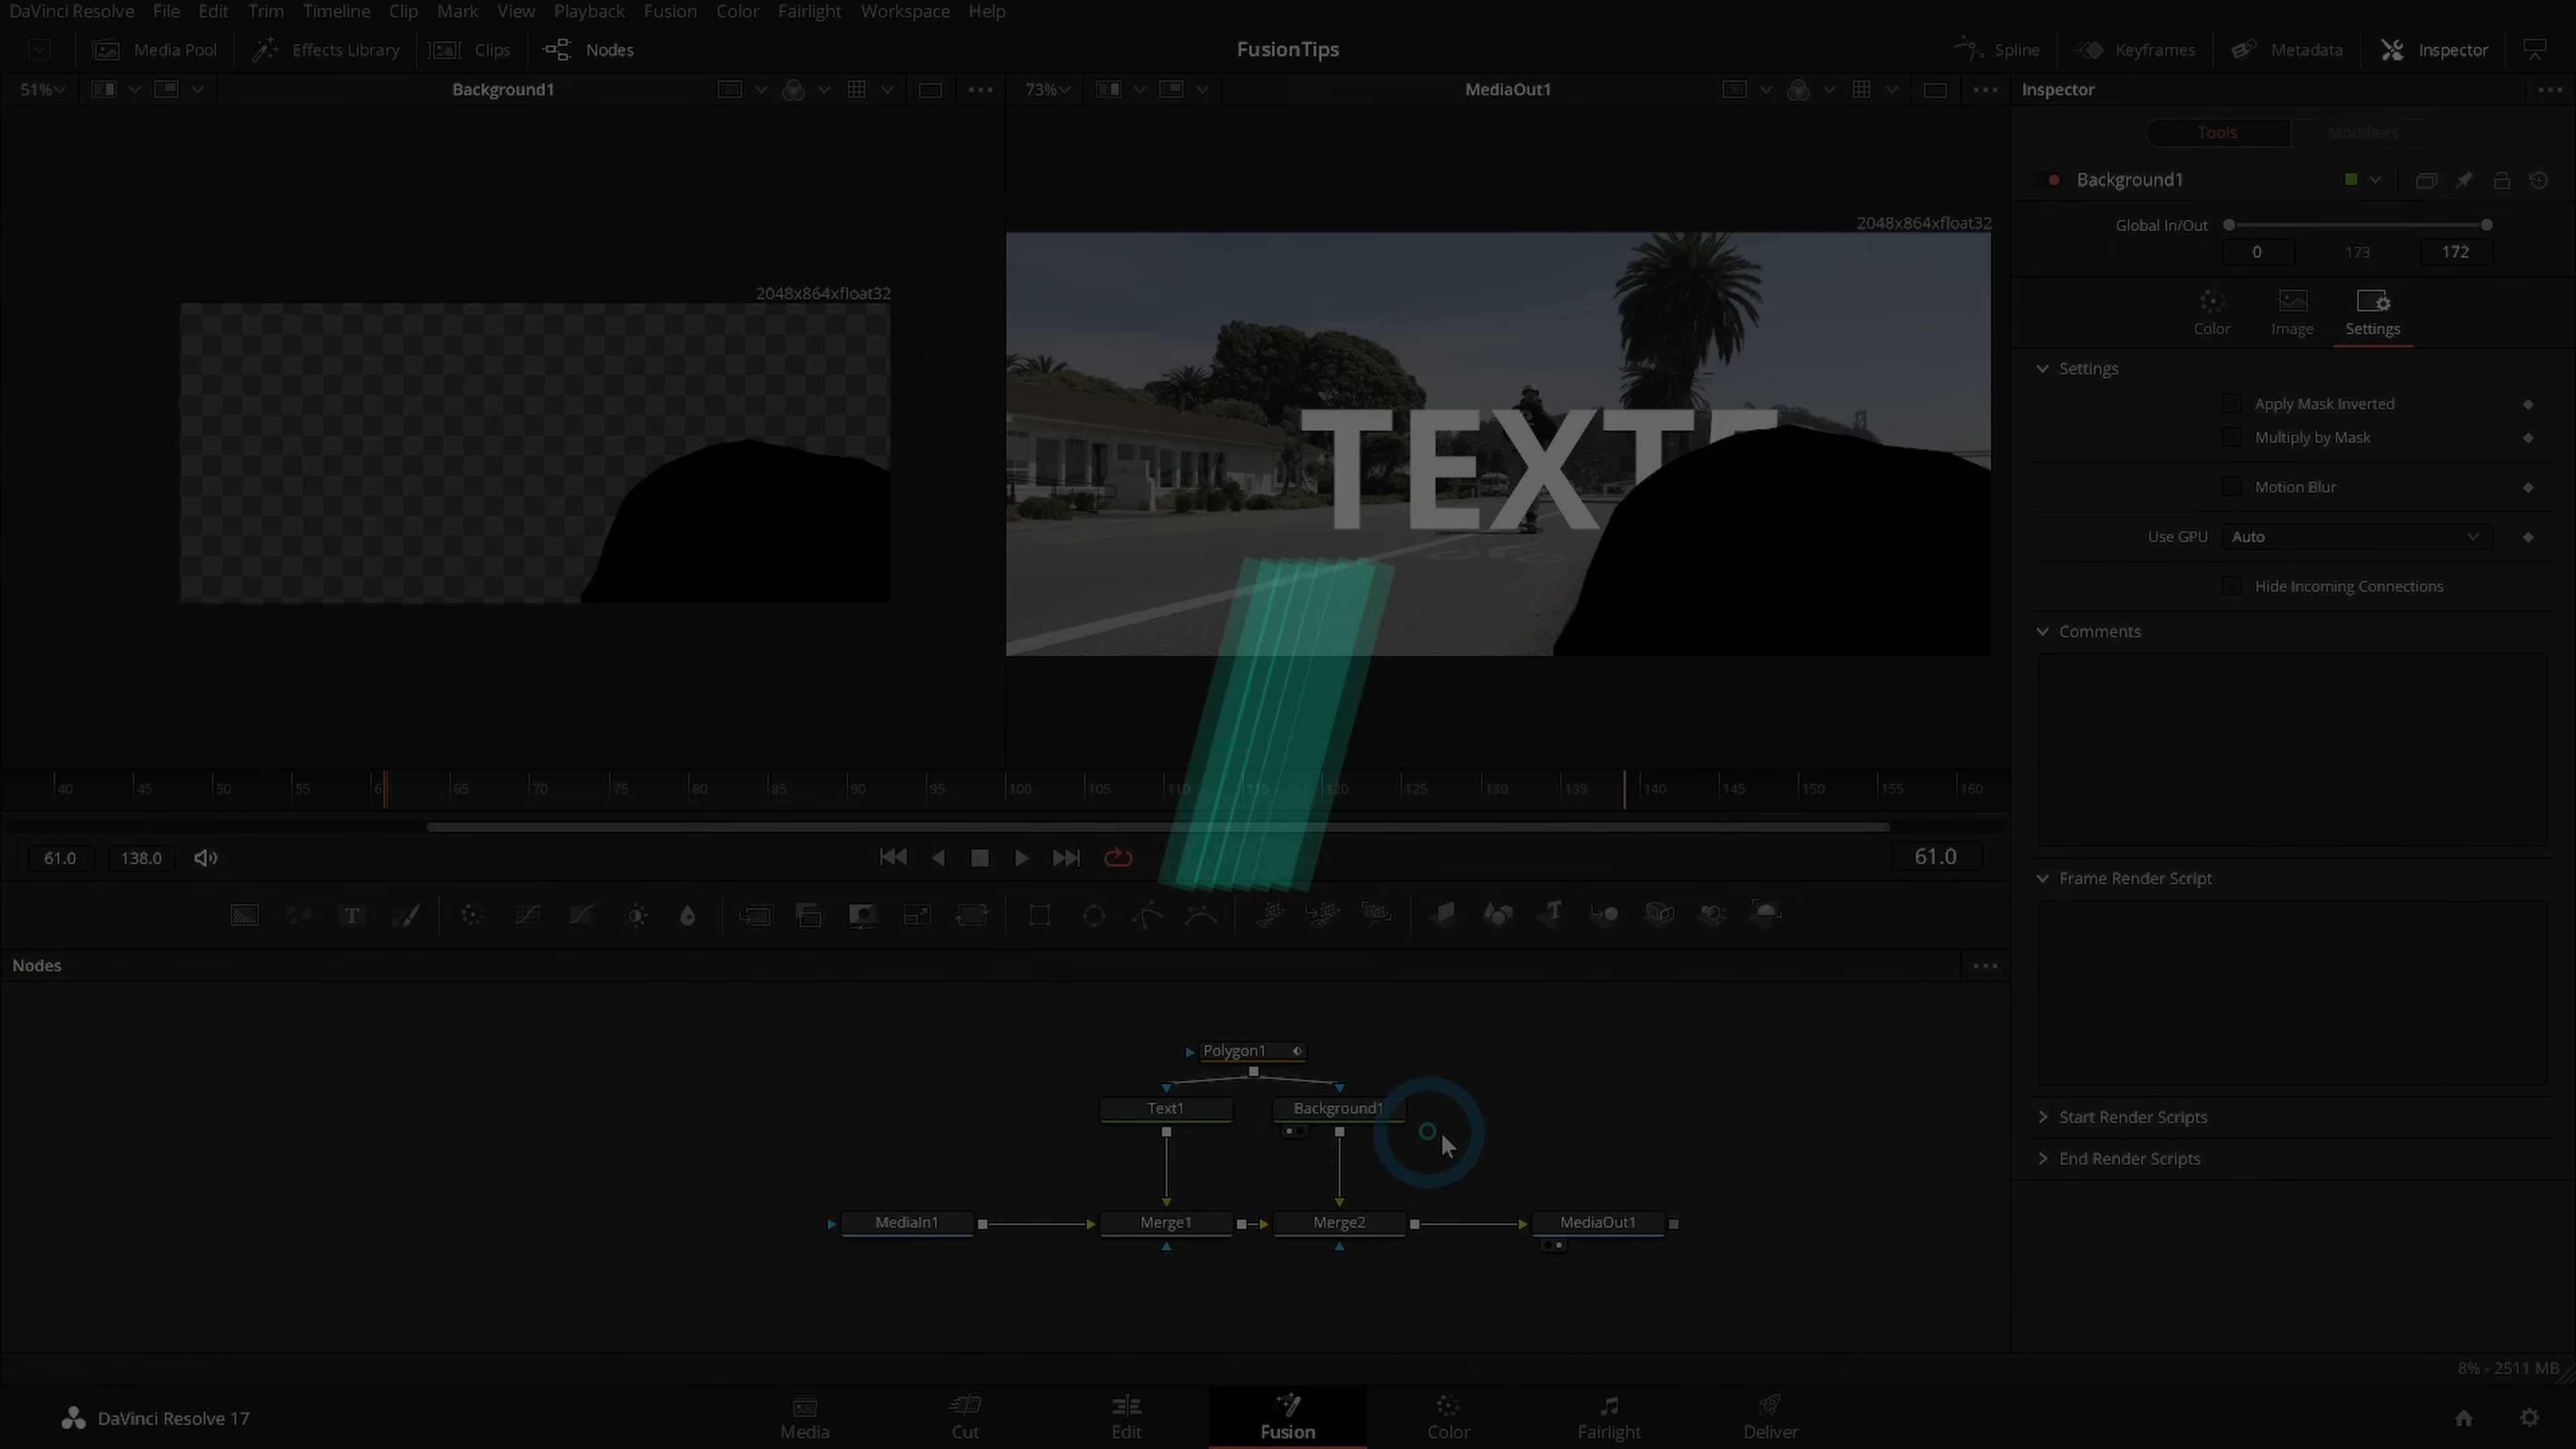 DaVinci Resolve File Edit Trim Timeline Clip Mark View Playback Fusion Color Fairlight Workspace Help
Media Pool Effects Library Clips Nodes FusionTips Spline Keyframes Metadata Inspector
51% Background1 73% MediaOut1 Inspector
Tools Modifiers
Background1
2048x864xfloat32
Global In/Out
0 173 172
2048x864xfloat32
Color Image Settings
Settings
Apply Mask Inverted
Multiply by Mask
TEXTE
Motion Blur
Use GPU Auto
Hide Incoming Connections
Comments
40 45 50 55 6 65 70 75 80 85 90 95 100 105 110 115 120 125 130 135 140 145 150 155 160
61.0 138.0 61.0
Frame Render Script
T
Nodes
Polygon1
Text1 Background1
Start Render Scripts
End Render Scripts
MediaIn1 Merge1 Merge2 MediaOut1
8% - 2511 MB
DaVinci Resolve 17
Media Cut Edit Fusion Color Fairlight Deliver